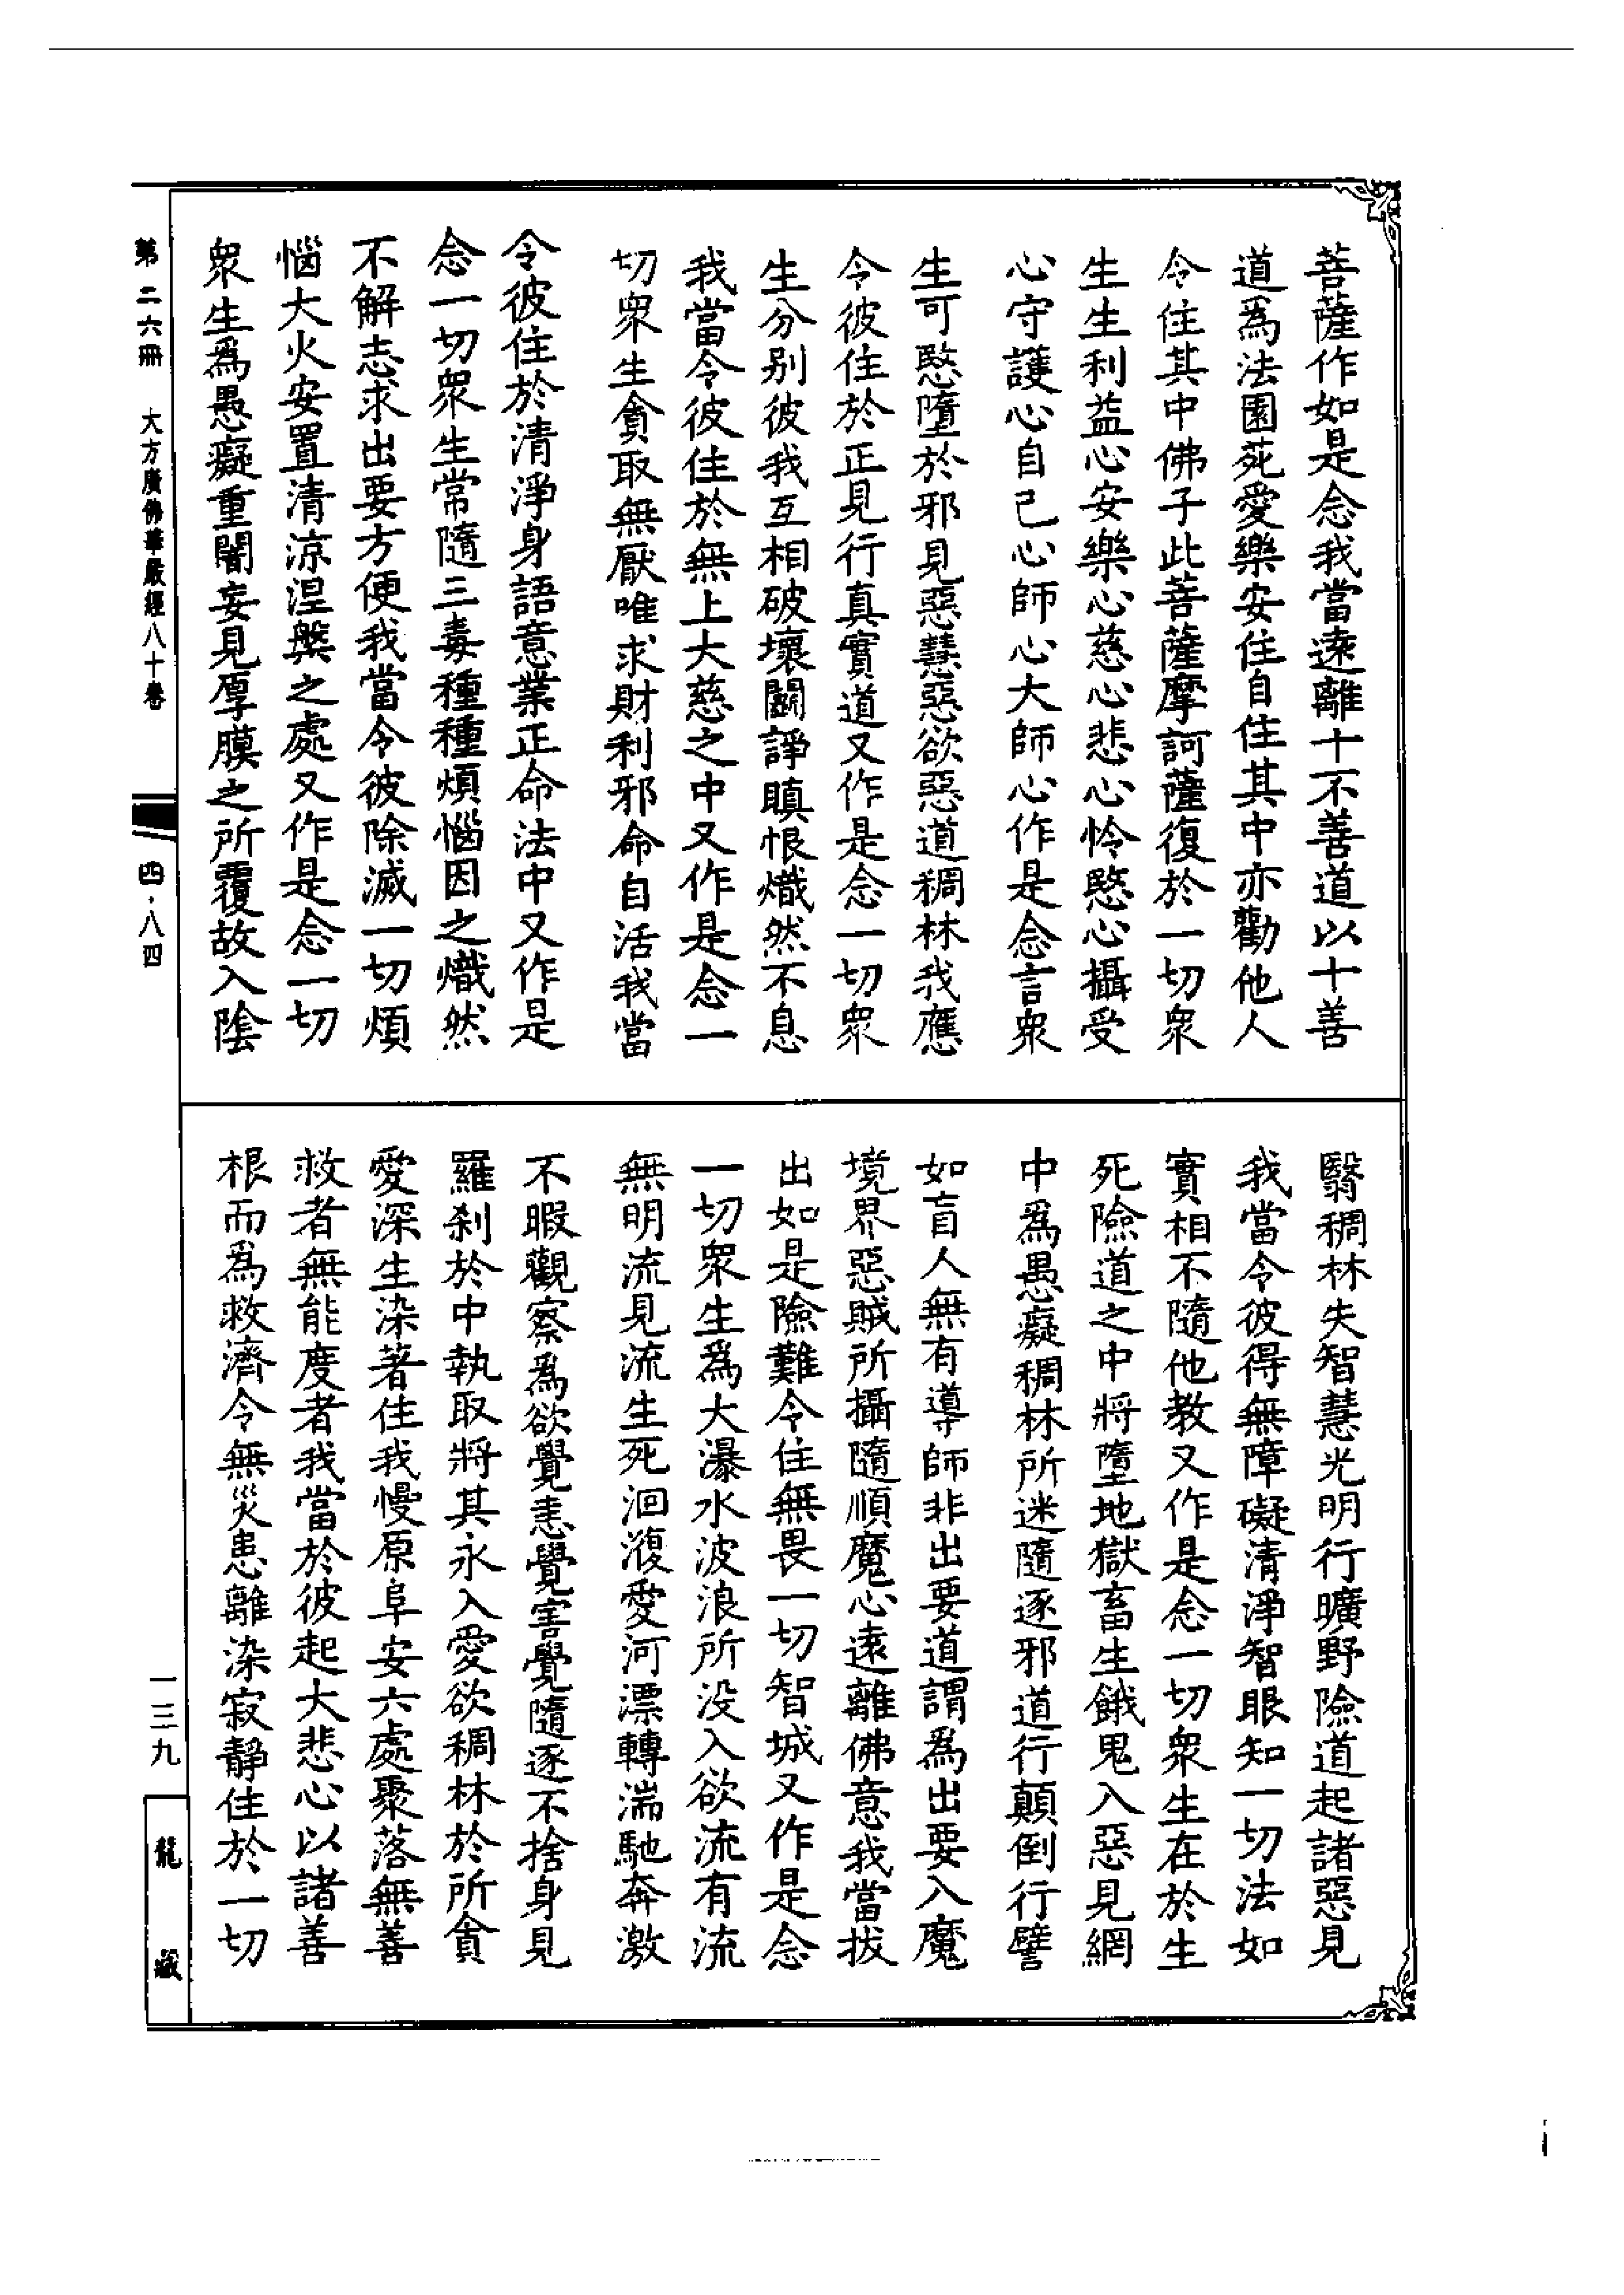 菩薩作如是念我當遠離十不善道以十善
道為法園苑愛樂安住自住其中亦勸他人
令住其中佛子此菩薩摩訶薩復於一切衆
生生利益心安樂心慈心悲心怜愍心攝受
心守護心自己心師心大師心作是念言衆
生可愍墮於邪見惡慧惡欲惡道稠林我應
令彼住於正見行真實道又作是念一切衆
生分别彼我互相破壞鬭諍瞋恨熾然不息
我當令彼住於無上大慈之中又作是念一
切衆生貪取無厭唯求財利邪命自活我當
令彼住於清淨身語意業正命法中又作是
念一切衆生常隨三毒種種煩惱因之熾然
不解志求出要方便我當令彼除滅一切煩
惱大火安置清涼涅槃之處又作是念一切
衆生爲愚癡重闇妄見厚膜之所覆故入陰
翳稠林失智慧光明行曠野險道起諸惡見
我當令彼得無障礙清淨智眼知一切法如
實相不隨他教又作是念一切衆生在於生
死險道之中將墮地獄畜生餓鬼入惡見網
中爲愚癡稠林所迷隨逐邪道行顛倒行譬
如盲人無有導師非出要道謂爲出要入魔
境界惡賊所攝隨順魔心遠離佛意我當拔
出如是險難令住無畏一切智城又作是念
一切衆生爲大瀑水波浪所没入欲流有流
無明流見流生死洄澓愛河漂轉湍馳奔激
不暇觀察爲欲覺恚覺害覺隨逐不捨身見
羅刹於中執取將其永入愛欲稠林於所貪
愛深生染著住我慢原阜安六處聚落無善
救者無能度者我當於彼起大悲心以諸善
根而爲救濟令無災患離染寂靜住於一切
第二六冊 大方廣佛華嚴經八十卷 四·八四
一三九
龍藏